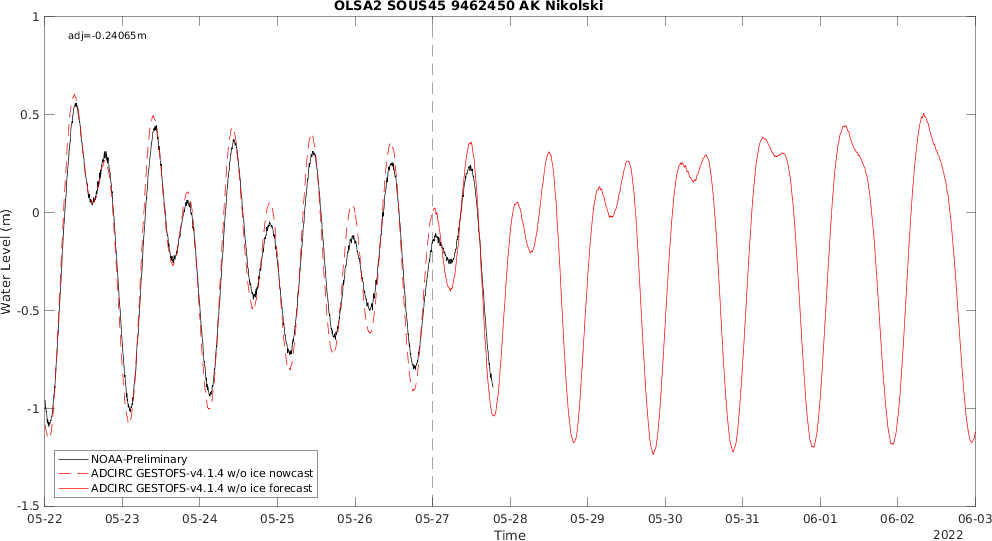 OLSA2 SOUS45 9462450 AK Nikolski
adj=-0.24065m
Water Level (m)
1
0.5
0
-0.5
-1
-1.5
NOAA-Preliminary
ADCIRC GESTOFS-v4.1.4 w/o ice nowcast
ADCIRC GESTOFS-v4.1.4 w/o ice forecast
05-22 05-23 05-24 05-25 05-26 05-27 05-28 05-29 05-30 05-31 06-01 06-02 06-03
Time
2022